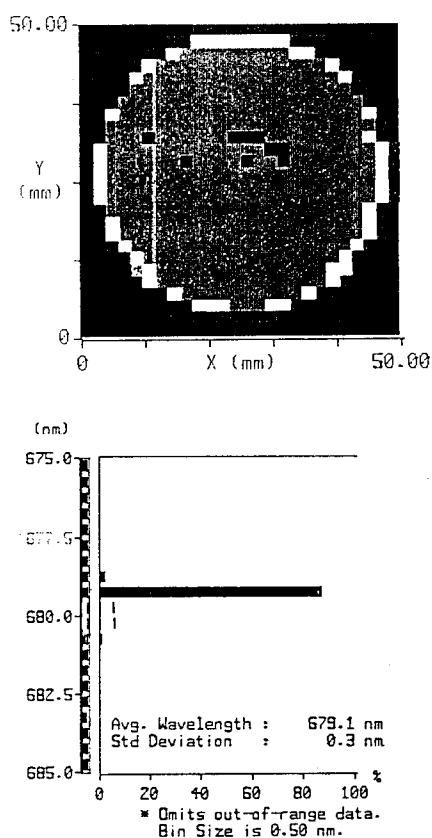 50.00
Y
(mm)
0
0 X (mm) 50.00
(nm)
675.0
677.5
680.0
682.5
Avg. Wavelength : 679.1 nm
Std Deviation : 0.3 nm
685.0
0 20 40 60 80 100 %
* Omits out-of-range data.
Bin Size is 0.50 nm.